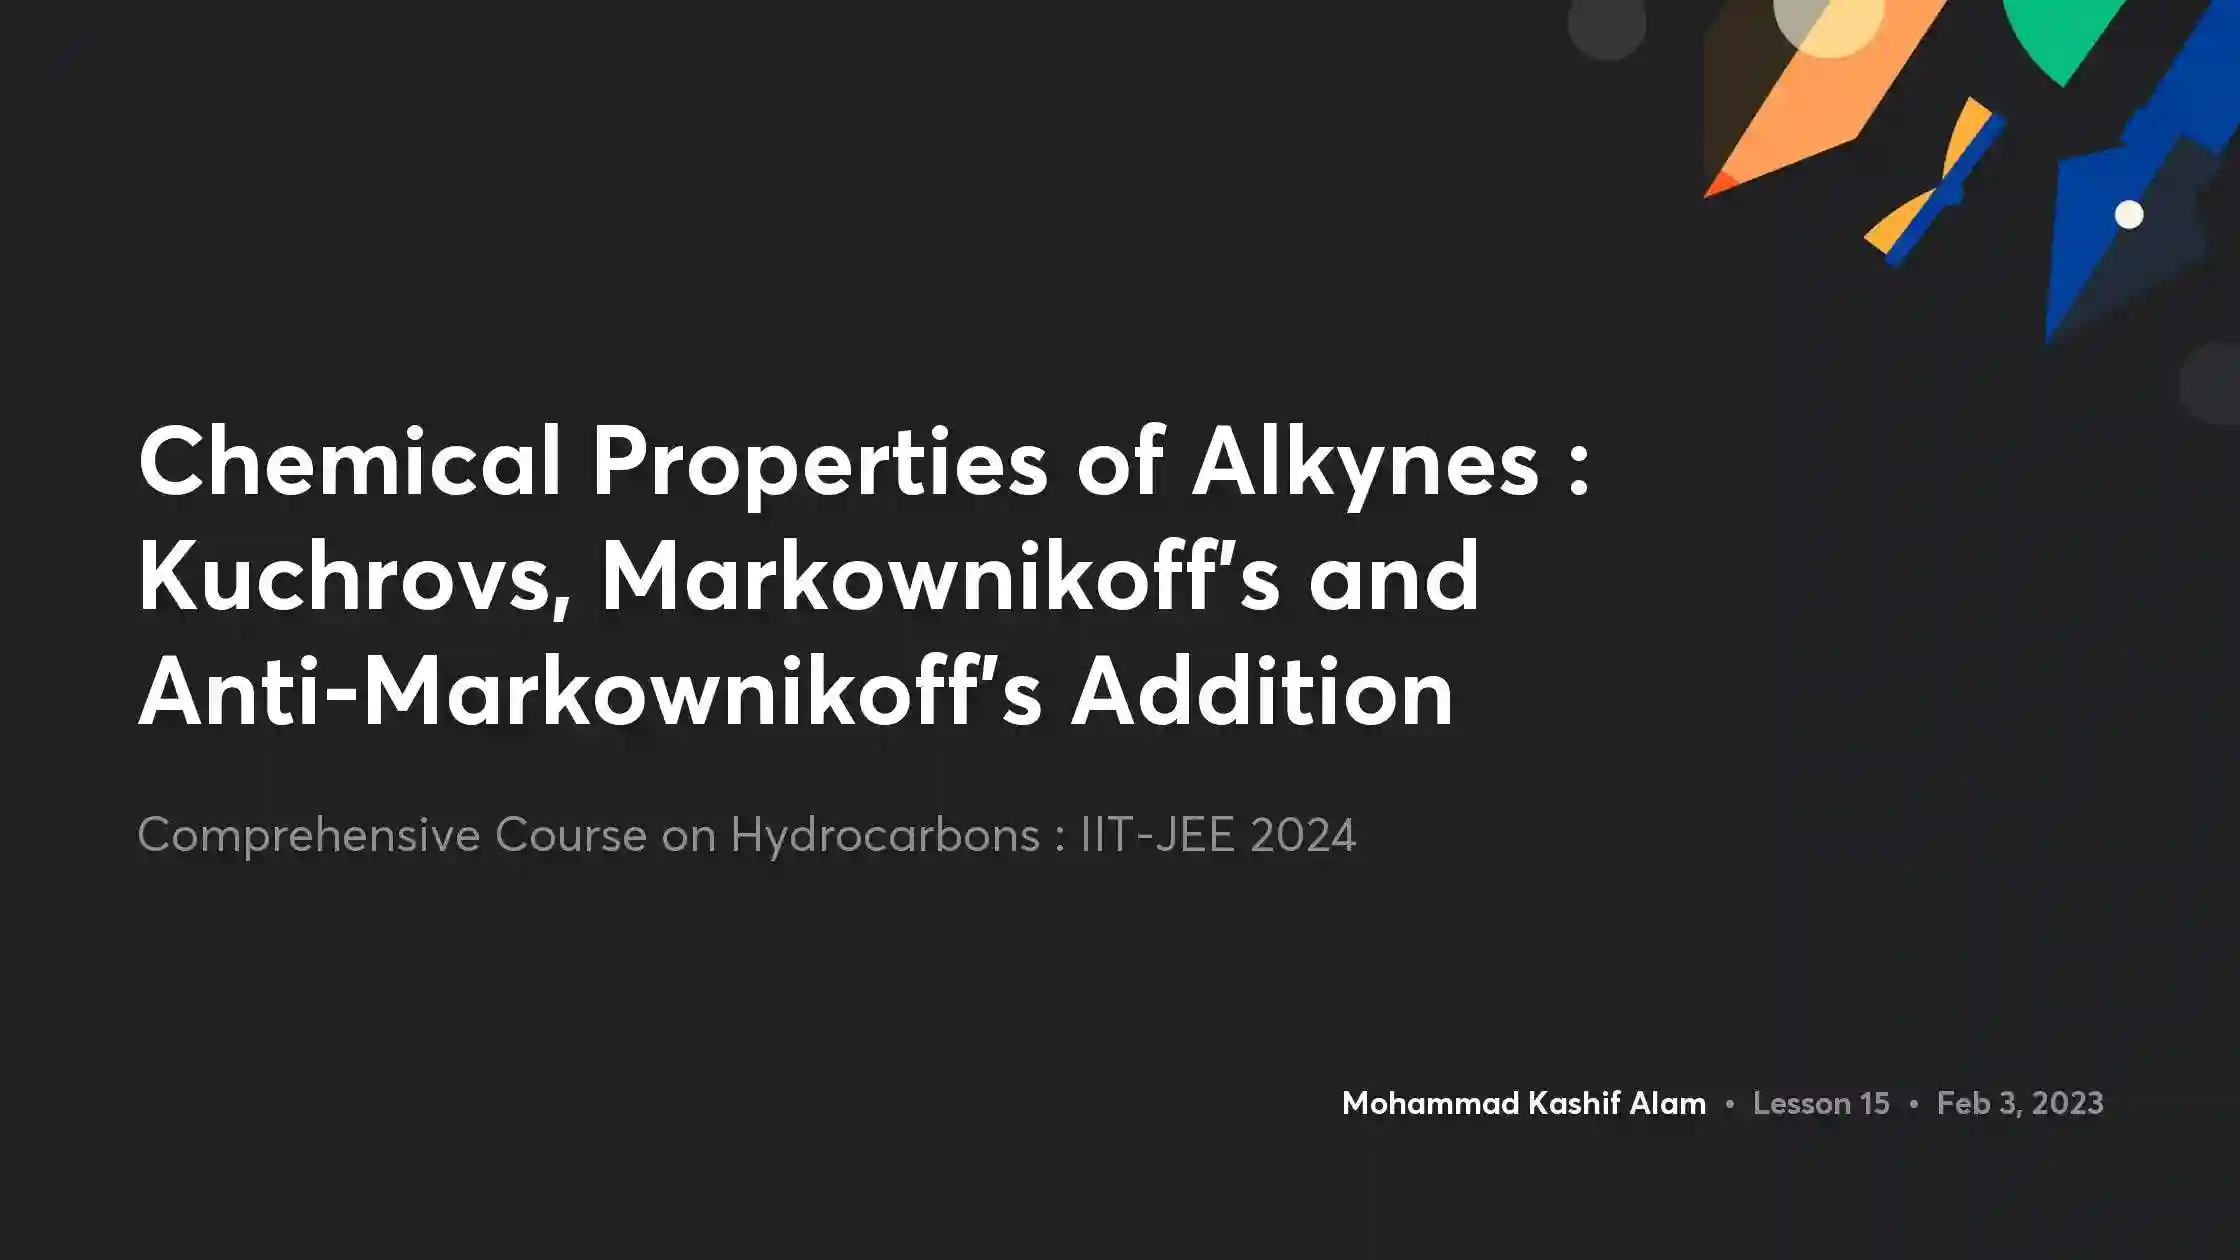 Chemical Properties of Alkynes :
Kuchrovs, Markownikoff's and
Anti-Markownikoff's Addition
Comprehensive Course on Hydrocarbons : IIT-JEE 2024
Mohammad Kashif Alam • Lesson 15 • Feb 3, 2023